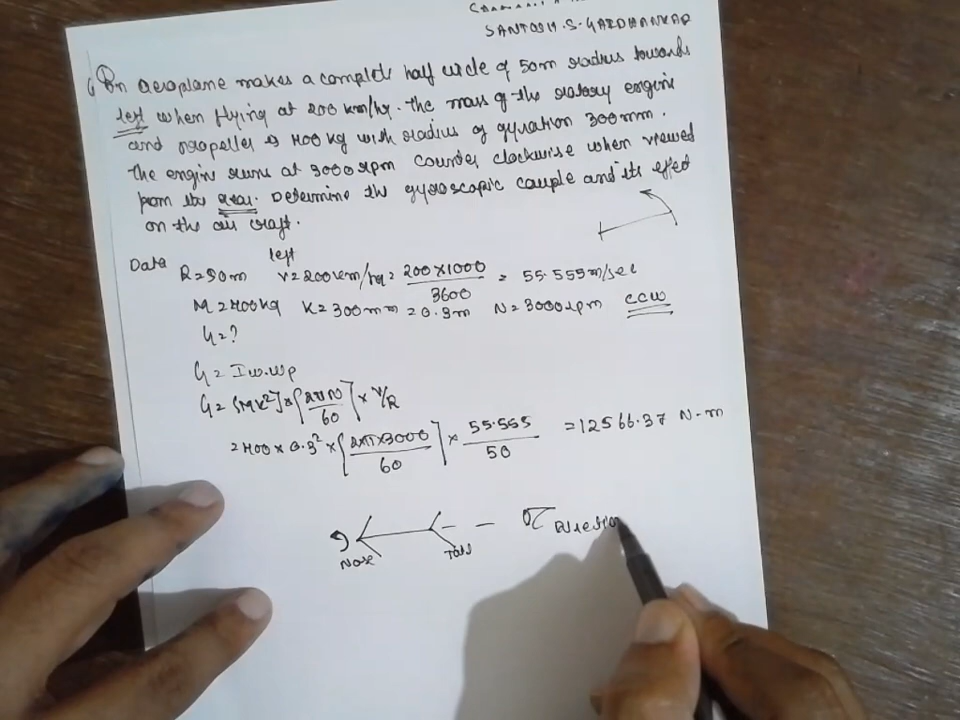 SANTOSH.S.GARDHANKAR
An aeroplane makes a complete half circle of 50m radius towards
left when flying at 200 km/hr. The mass of the rotary engine
and propeller is 400 kg with radius of gyration 300 mm.
The engine runs at 3000 rpm counter clockwise when viewed
from the rear. Determine the gyroscopic couple and its effect
on the air craft.
left
Data R=50m V=200km/hr = 200×1000/3600 = 55.555 m/sec
M=400kg K=300mm=0.3m N=3000rpm CCW
G=?
G= Iω.ωp
G= [MK²]×[2πN/60]×V/R
=400×0.3²×[2×π×3000/60]×55.555/50 =12566.37 N-m
Nose Tail